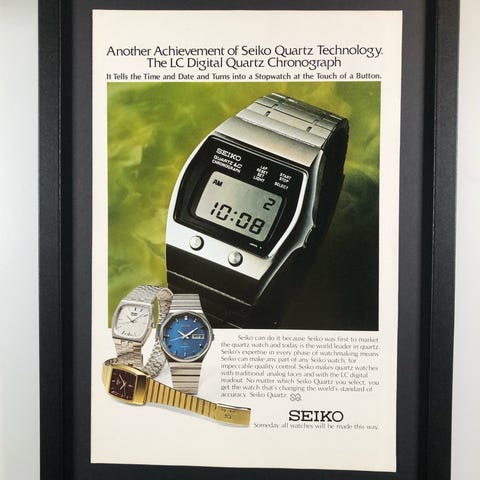 Another Achievement of Seiko Quartz Technology.
The LC Digital Quartz Chronograph
It Tells the Time and Date and Turns into a Stopwatch at the Touch of a Button.
SEIKO
QUARTZ LC
CHRONOGRAPH
LAP
RESET
SET
LIGHT
START
STOP
SELECT
AM
2
10:08
Seiko can do it because Seiko was first to market
the quartz watch and today is the world leader in quartz.
Seiko's expertise in every phase of watchmaking means
Seiko can make any part of any Seiko watch, for
impeccable quality control. Seiko makes quartz watches
with traditional analog faces and with the LC digital
readout. No matter which Seiko Quartz you select, you
get the watch that's changing the world's standard of
accuracy. Seiko Quartz.
SEIKO
Someday all watches will be made this way.